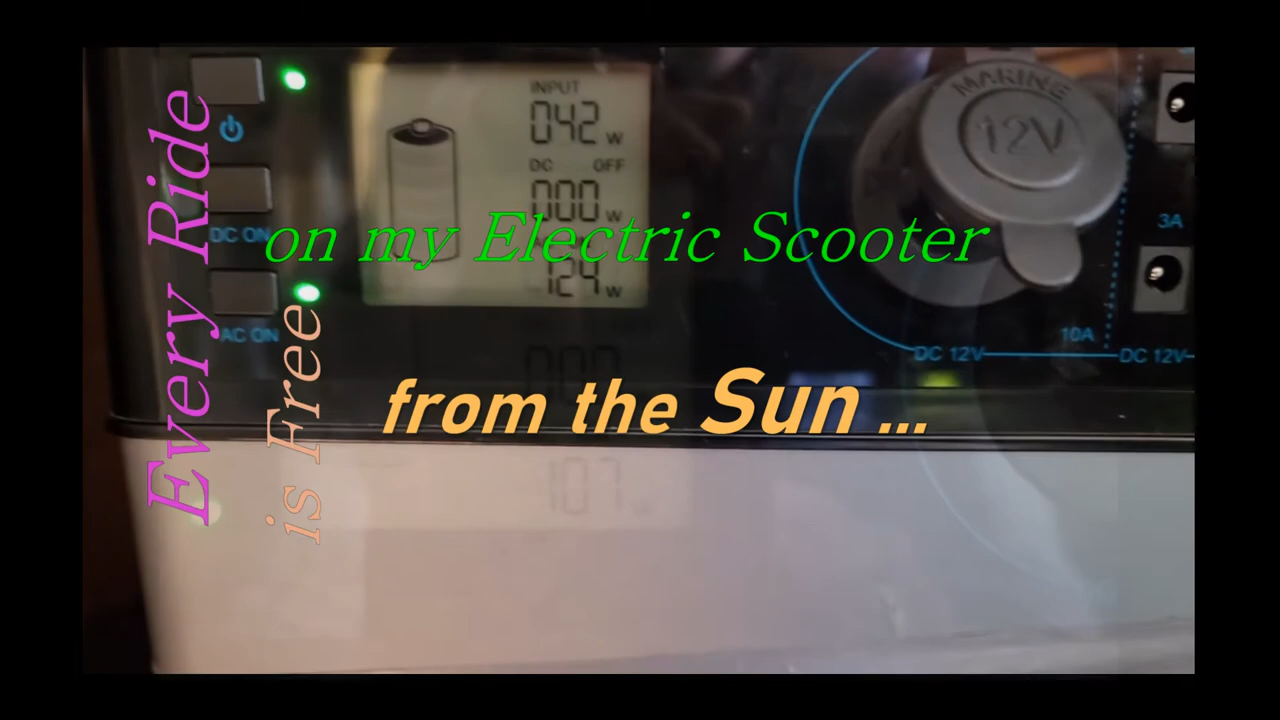 Every Ride
is Free
on my Electric Scooter
from the Sun ...
INPUT
042 W
DC OFF
000 W
124 W
DC ON
AC ON
MARINE
12V
3A
10A
DC 12V
DC 12V
107